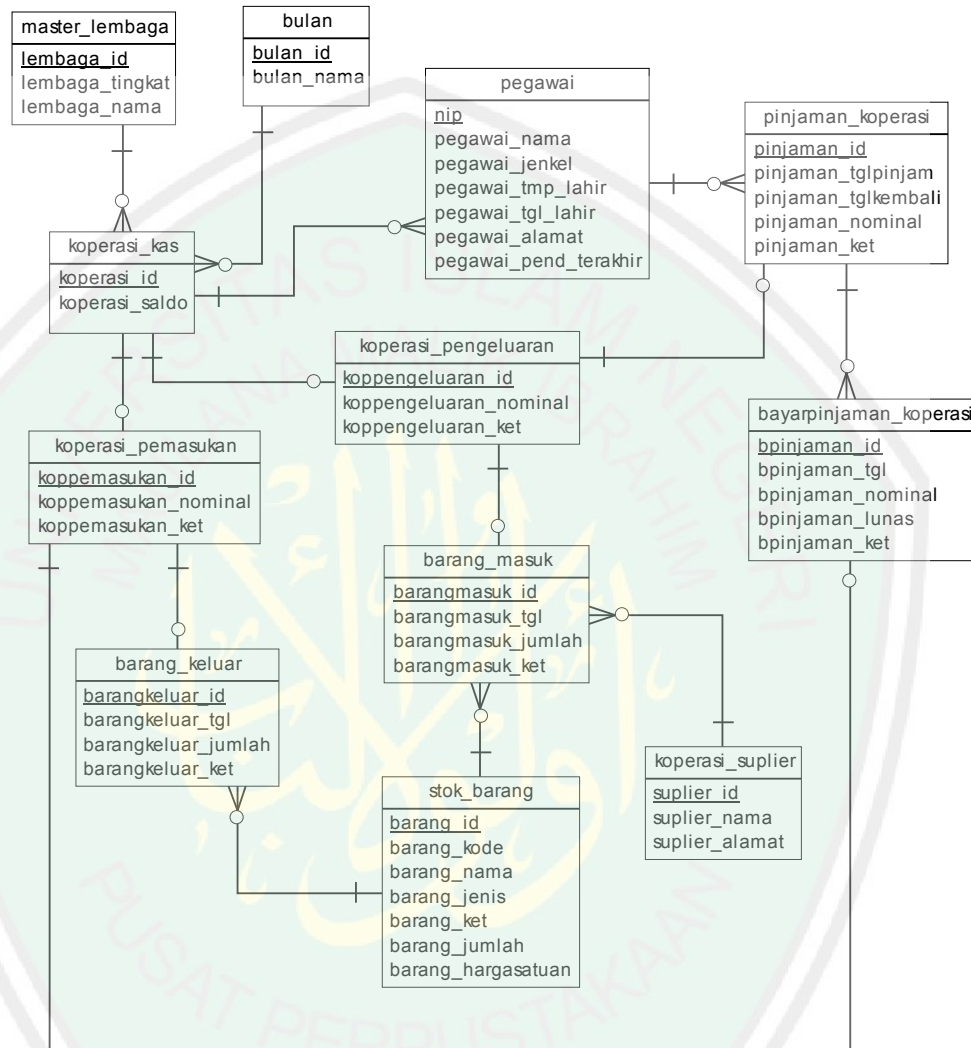 master_lembaga
lembaga_id
lembaga_tingkat
lembaga_nama
bulan
bulan_id
bulan_nama
pegawai
nip
pegawai_nama
pegawai_jenkel
pegawai_tmp_lahir
pegawai_tgl_lahir
pegawai_alamat
pegawai_pend_terakhir
pinjaman_koperasi
pinjaman_id
pinjaman_tglpinjam
pinjaman_tglkembali
pinjaman_nominal
pinjaman_ket
koperasi_kas
koperasi_id
koperasi_saldo
koperasi_pengeluaran
koppengeluaran_id
koppengeluaran_nominal
koppengeluaran_ket
bayarpinjaman_koperasi
bpinjaman_id
bpinjaman_tgl
bpinjaman_nominal
bpinjaman_lunas
bpinjaman_ket
koperasi_pemasukan
koppemasukan_id
koppemasukan_nominal
koppemasukan_ket
barang_masuk
barangmasuk_id
barangmasuk_tgl
barangmasuk_jumlah
barangmasuk_ket
barang_keluar
barangkeluar_id
barangkeluar_tgl
barangkeluar_jumlah
barangkeluar_ket
koperasi_suplier
suplier_id
suplier_nama
suplier_alamat
stok_barang
barang_id
barang_kode
barang_nama
barang_jenis
barang_ket
barang_jumlah
barang_hargasatuan
PUSAT PERPUSTAKAAN